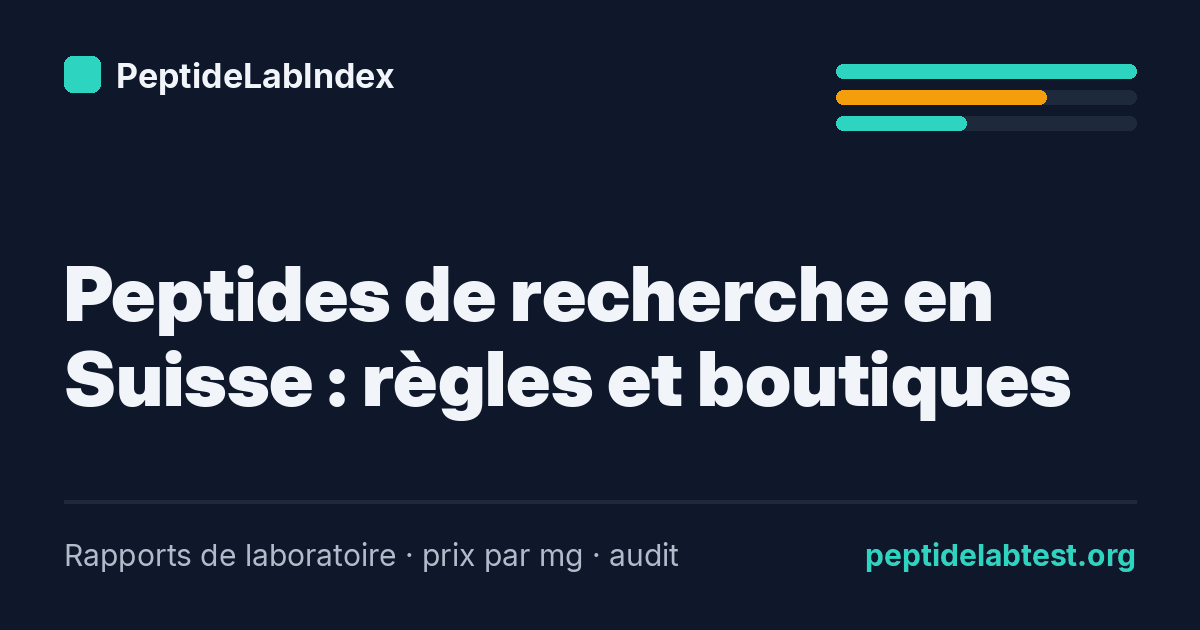 PeptideLabIndex
Peptides de recherche en
Suisse : règles et boutiques
Rapports de laboratoire · prix par mg · audit
peptidelabtest.org